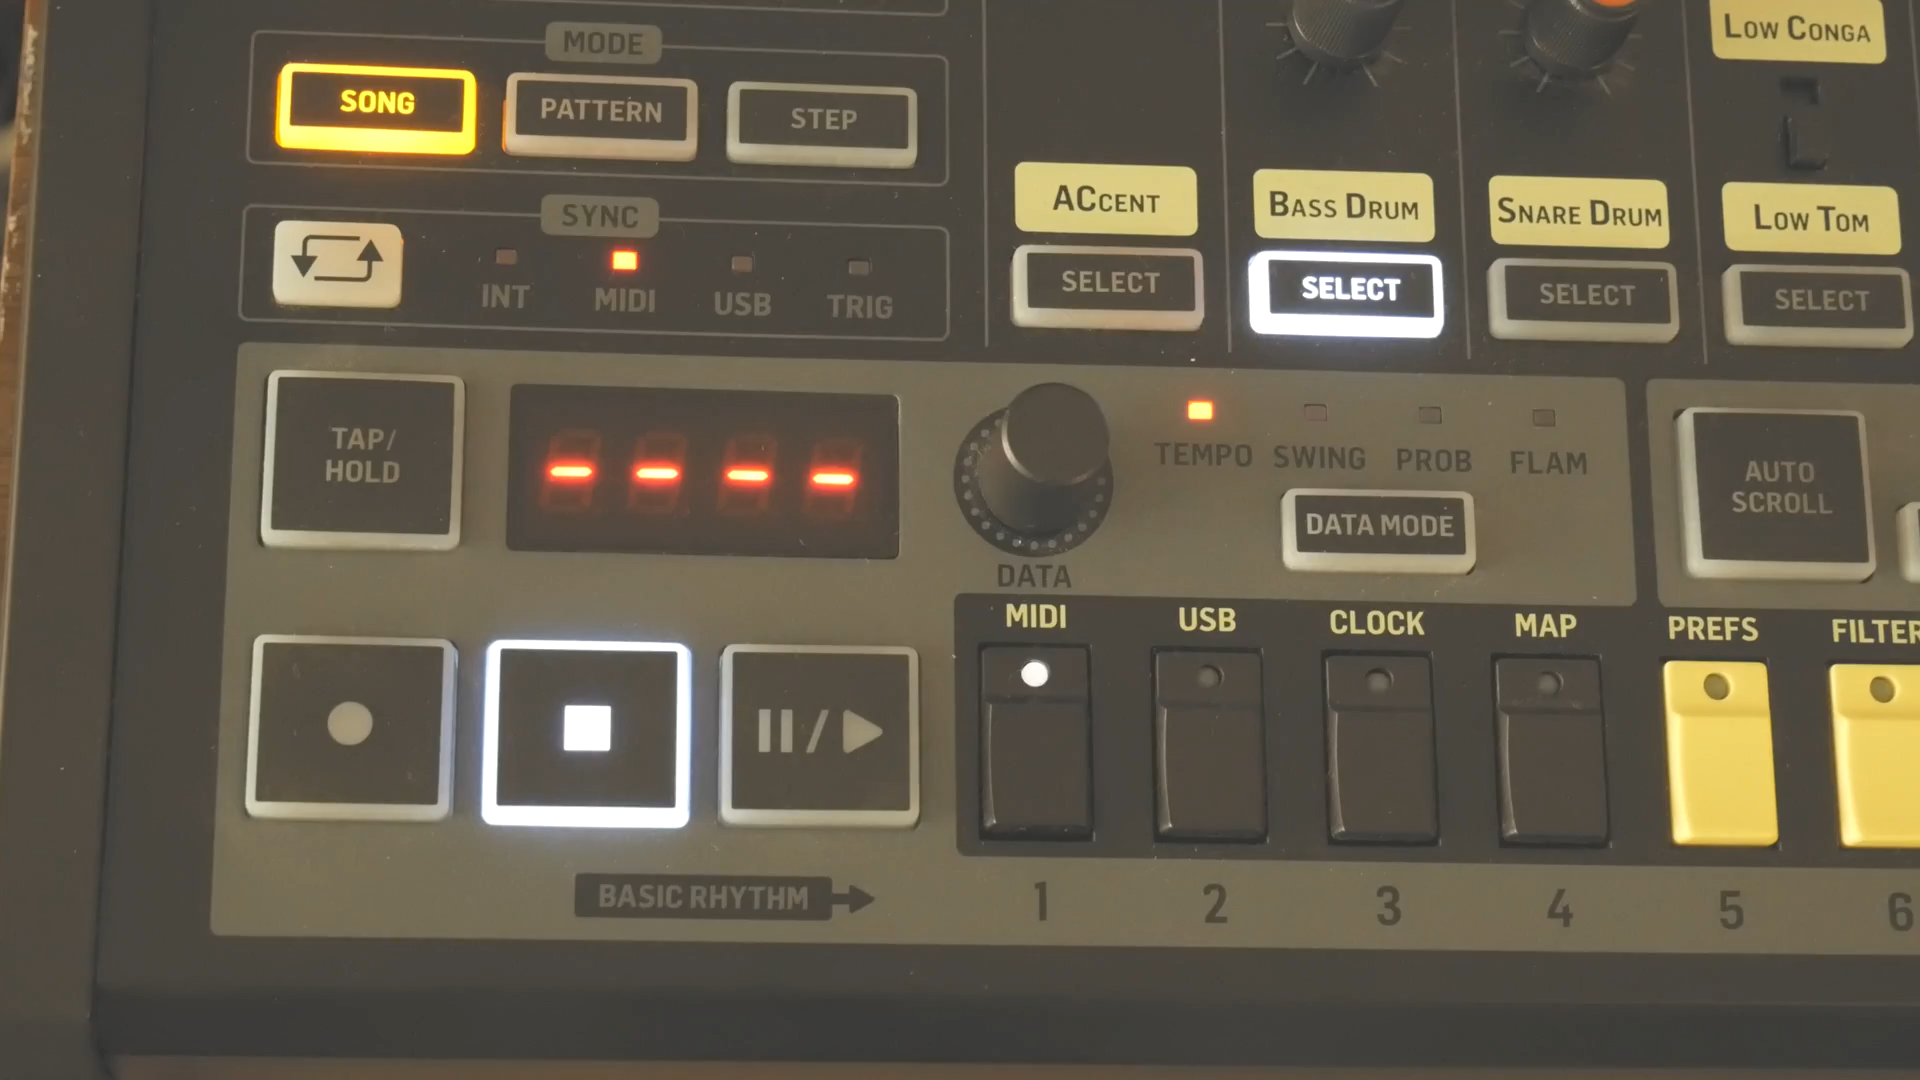 MODE
SONG
PATTERN
STEP
SYNC
INT
MIDI
USB
TRIG
LOW CONGA
ACCENT
BASS DRUM
SNARE DRUM
LOW TOM
SELECT
SELECT
SELECT
SELECT
TAP/
HOLD
----
DATA
TEMPO
SWING
PROB
FLAM
DATA MODE
AUTO
SCROLL
MIDI
USB
CLOCK
MAP
PREFS
FILTER
BASIC RHYTHM
1
2
3
4
5
6